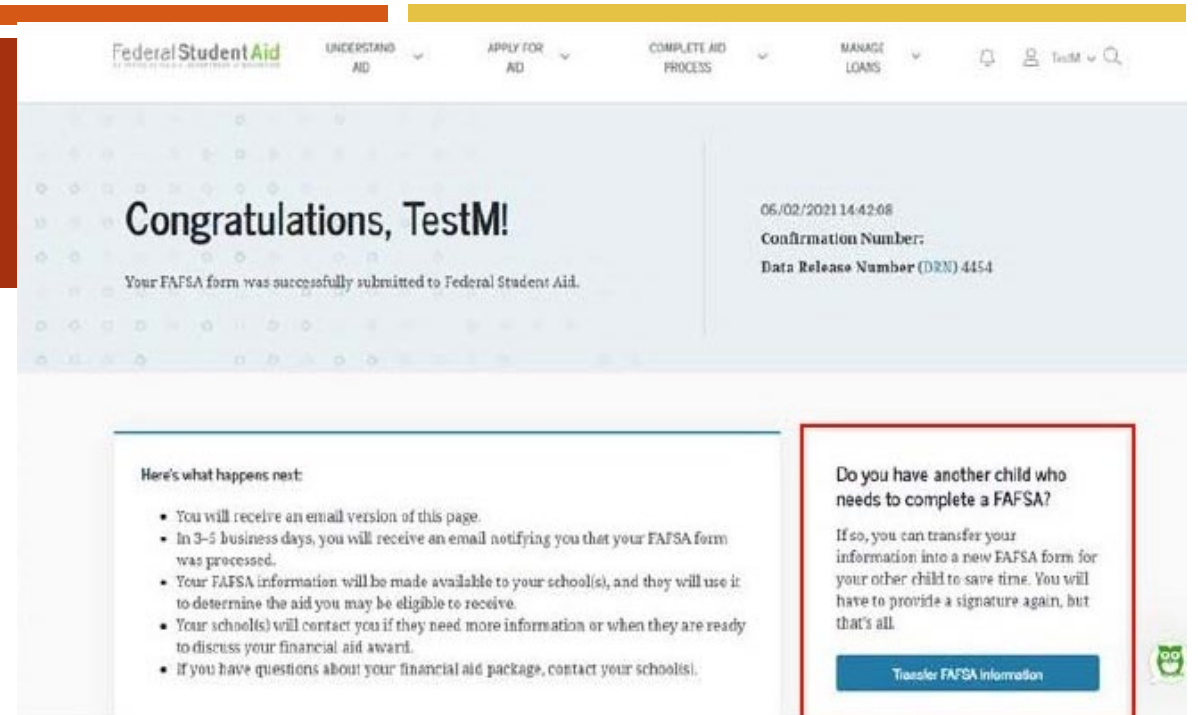 Federal Student Aid
UNDERSTAND AID
APPLY FOR AID
COMPLETE AID PROCESS
MANAGE LOANS
TestM
Congratulations, TestM!
Your FAFSA form was successfully submitted to Federal Student Aid.
14:42:08
Confirmation Number:
Data Release Number (DRN) 4454
Here's what happens next:
• You will receive an email version of this page.
• In 3-5 business days, you will receive an email notifying you that your FAFSA form
was processed.
• Your FAFSA information will be made available to your school(s), and they will use it
to determine the aid you may be eligible to receive.
• Your school(s) will contact you if they need more information or when they are ready
to discuss your financial aid award.
• If you have questions about your financial aid package, contact your school(s).
Do you have another child who
needs to complete a FAFSA?
If so, you can transfer your
information into a new FAFSA form for
your other child to save time. You will
have to provide a signature again, but
that's all.
Transfer FAFSA Information